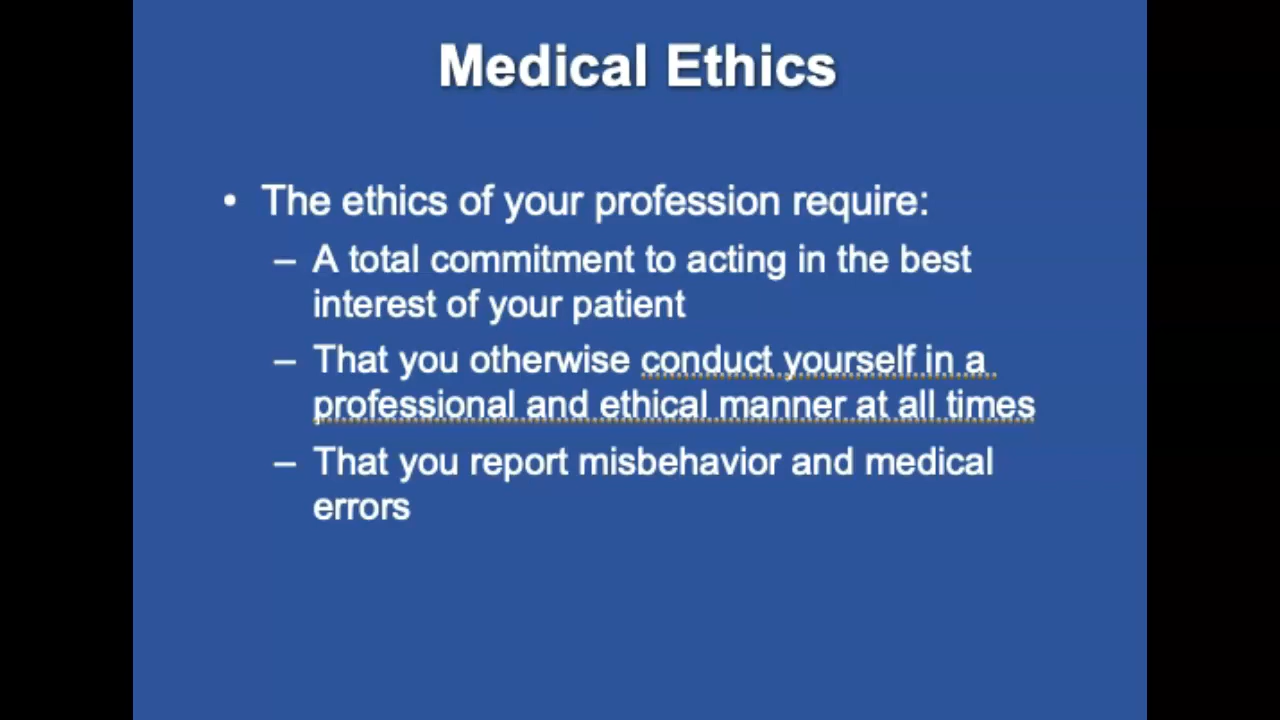 Medical Ethics
• The ethics of your profession require:
– A total commitment to acting in the best
interest of your patient
– That you otherwise conduct yourself in a
professional and ethical manner at all times
– That you report misbehavior and medical
errors